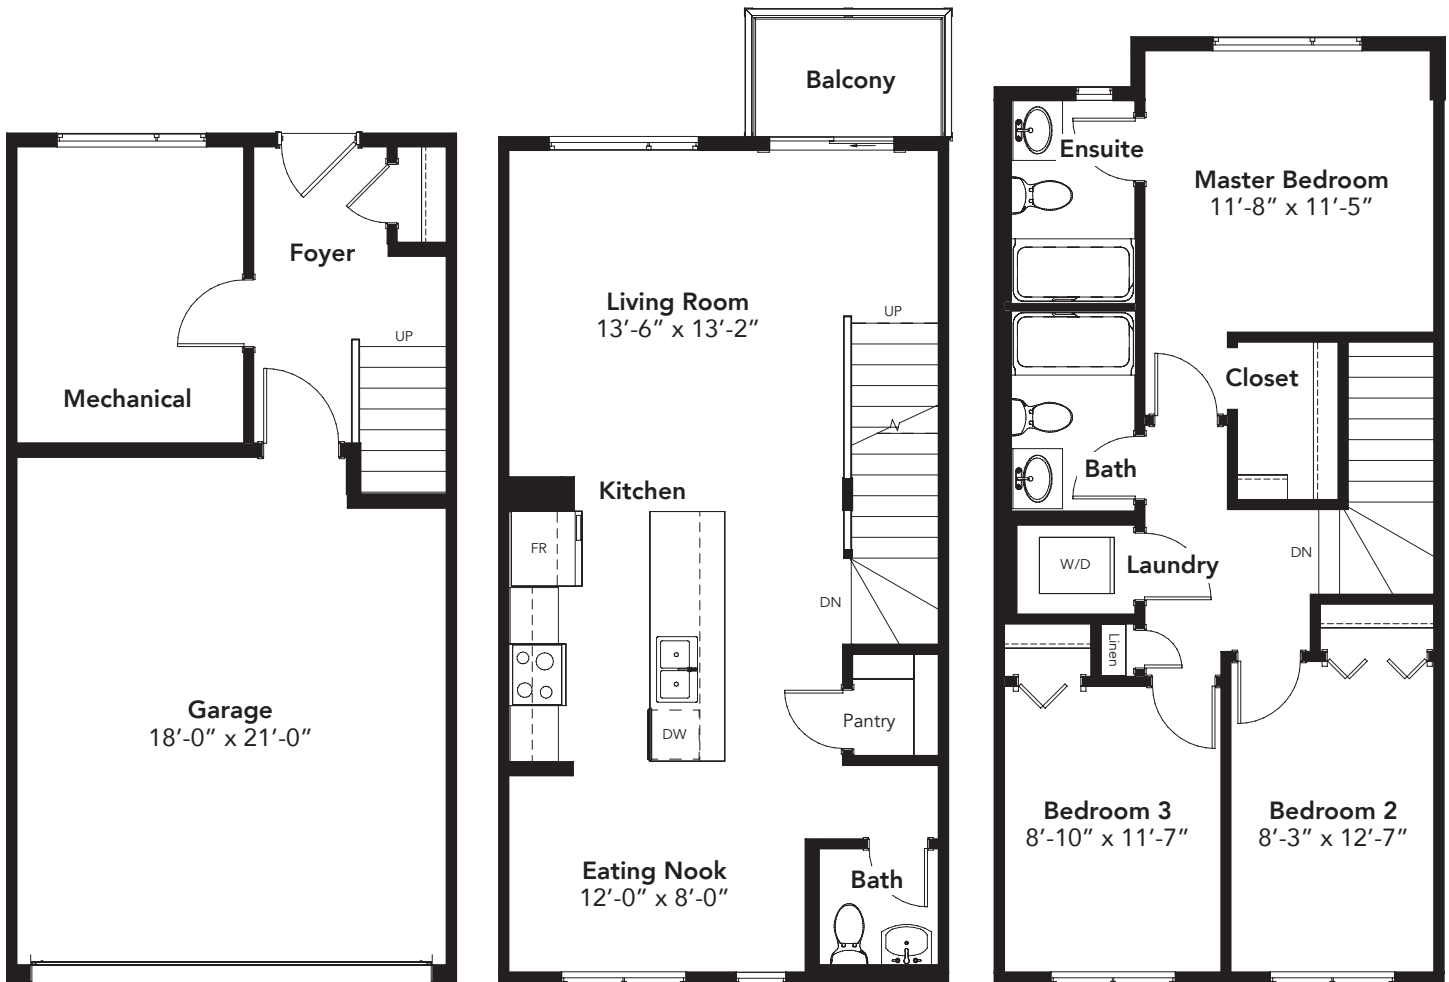 Foyer
UP
Mechanical
Garage
18’-0” x 21’-0”
Balcony
Living Room
13’-6” x 13’-2”
UP
Kitchen
FR
DN
DW
Pantry
Eating Nook
12’-0” x 8’-0”
Bath
Ensuite
Master Bedroom
11’-8” x 11’-5”
Closet
Bath
W/D
Laundry
DN
Linen
Bedroom 3
8’-10” x 11’-7”
Bedroom 2
8’-3” x 12’-7”